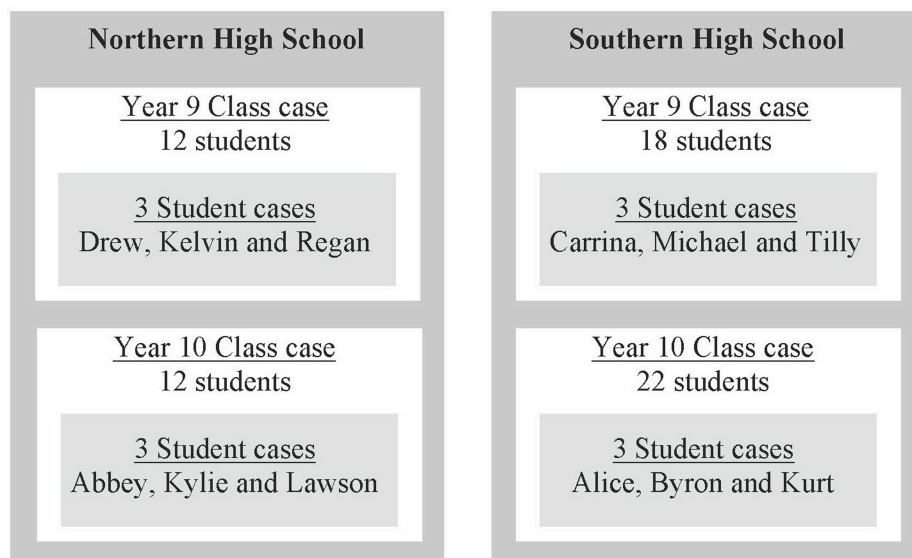 Northern High School
Year 9 Class case
12 students
3 Student cases
Drew, Kelvin and Regan
Year 10 Class case
12 students
3 Student cases
Abbey, Kylie and Lawson
Southern High School
Year 9 Class case
18 students
3 Student cases
Carrina, Michael and Tilly
Year 10 Class case
22 students
3 Student cases
Alice, Byron and Kurt